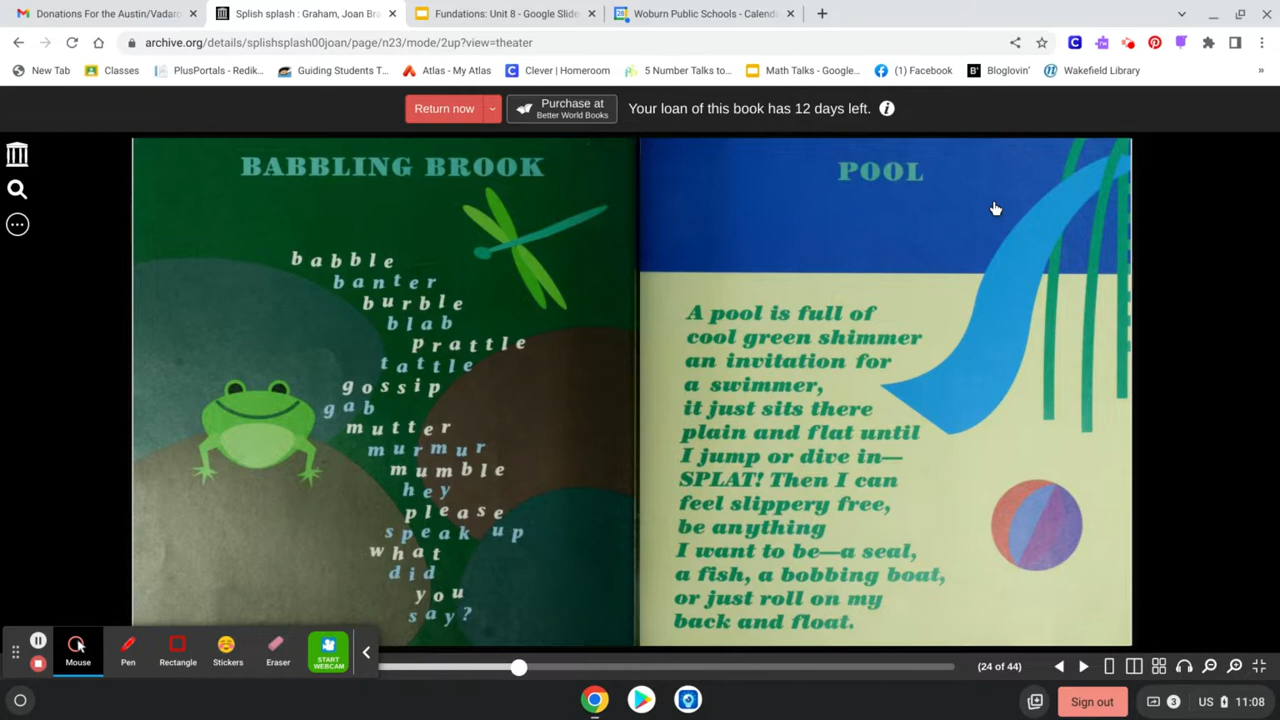 Donations For the Austin/Vadaro
Splish splash : Graham, Joan Bra
Fundations: Unit 8 - Google Slide
Woburn Public Schools - Calenda
archive.org/details/splishsplash00joan/page/n23/mode/2up?view=theater
New Tab
Classes
PlusPortals - Redik...
Guiding Students T...
Atlas - My Atlas
Clever | Homeroom
5 Number Talks to...
Math Talks - Google...
(1) Facebook
Bloglovin'
Wakefield Library
»
Return now
Purchase at
Better World Books
Your loan of this book has 12 days left.
BABBLING BROOK
babble
banter
burble
blab
prattle
tattle
gossip
gab
mutter
murmur
mumble
hey
please
speak up
what
did
you
say?
POOL
A pool is full of
cool green shimmer
an invitation for
a swimmer,
it just sits there
plain and flat until
I jump or dive in—
SPLAT! Then I can
feel slippery free,
be anything
I want to be—a seal,
a fish, a bobbing boat,
or just roll on my
back and float.
Mouse
Pen
Rectangle
Stickers
Eraser
START
WEBCAM
(24 of 44)
Sign out
3
US
11:08